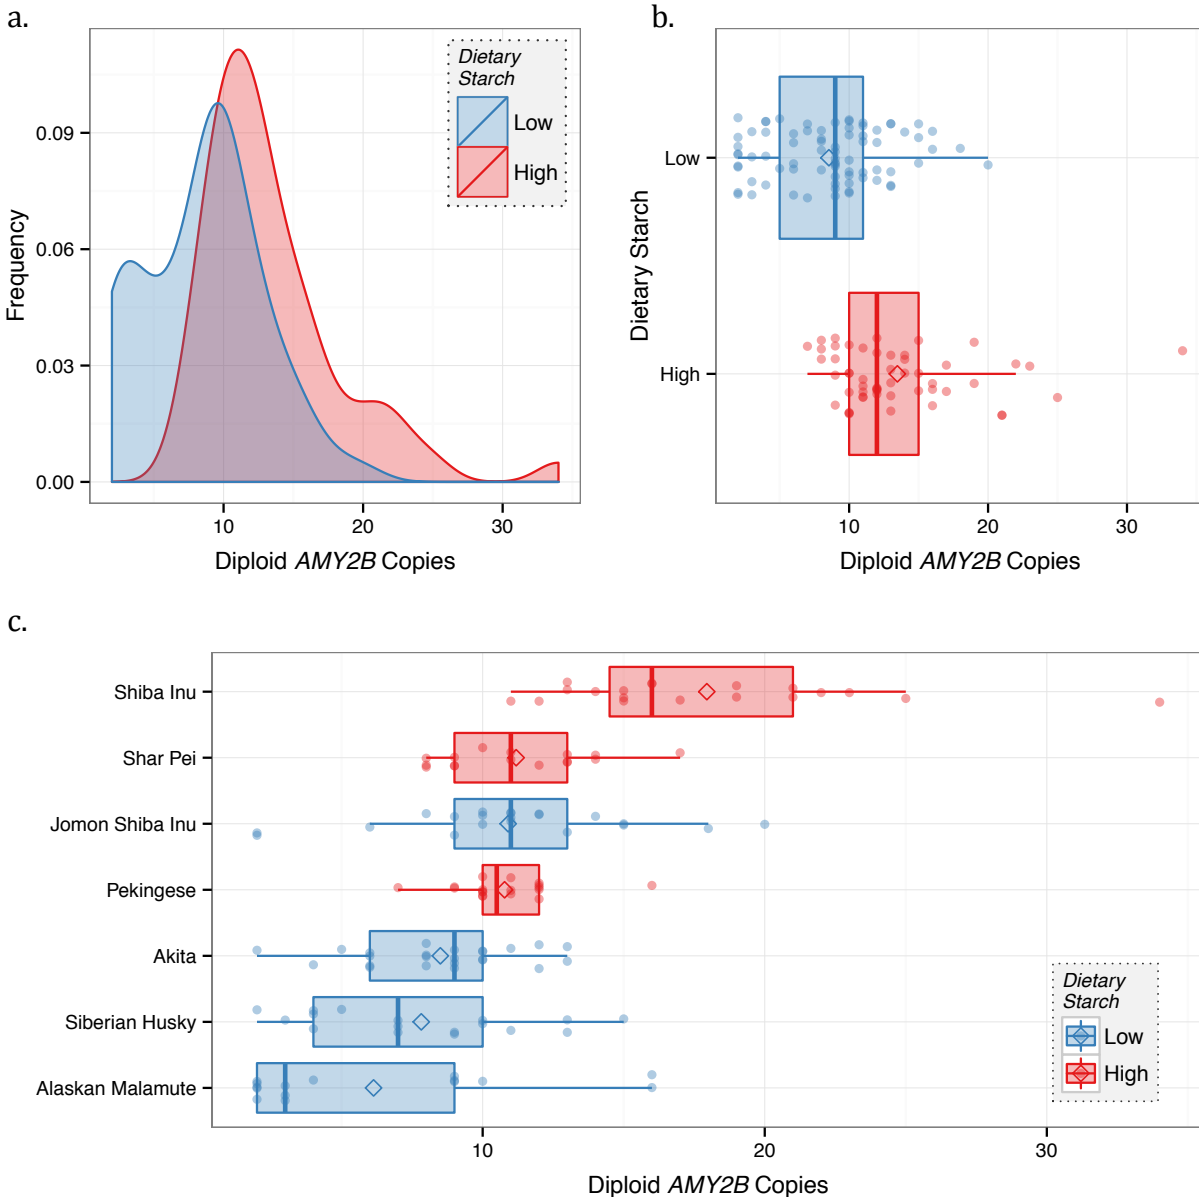 a.
Frequency
0.09
0.06
0.03
0.00
10 20 30
Diploid AMY2B Copies
Dietary
Starch
Low
High
b.
Dietary Starch
Low
High
10 20 30
Diploid AMY2B Copies
c.
Shiba Inu
Shar Pei
Jomon Shiba Inu
Pekingese
Akita
Siberian Husky
Alaskan Malamute
10 20 30
Diploid AMY2B Copies
Dietary
Starch
Low
High